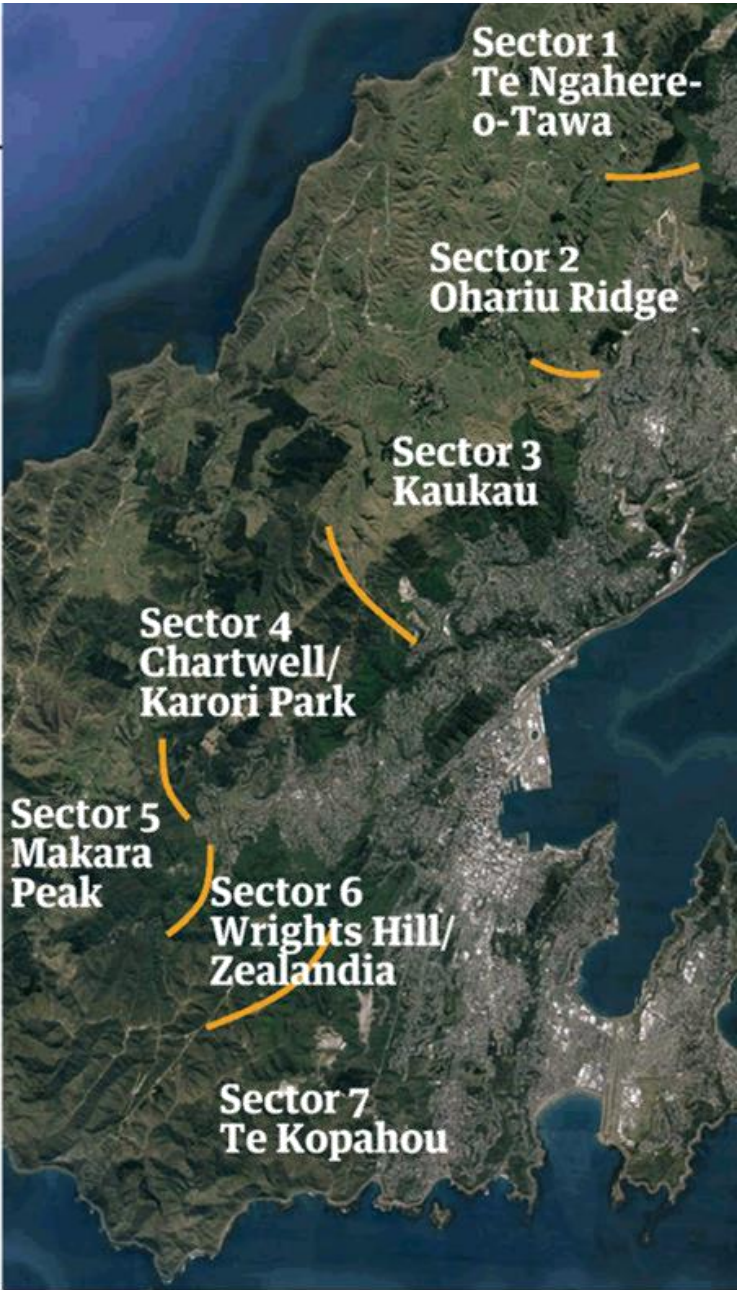 Sector 1
Te Ngahere-
o-Tawa
Sector 2
Ohariu Ridge
Sector 3
Kaukau
Sector 4
Chartwell/
Karori Park
Sector 5
Makara
Peak
Sector 6
Wrights Hill/
Zealandia
Sector 7
Te Kopahou